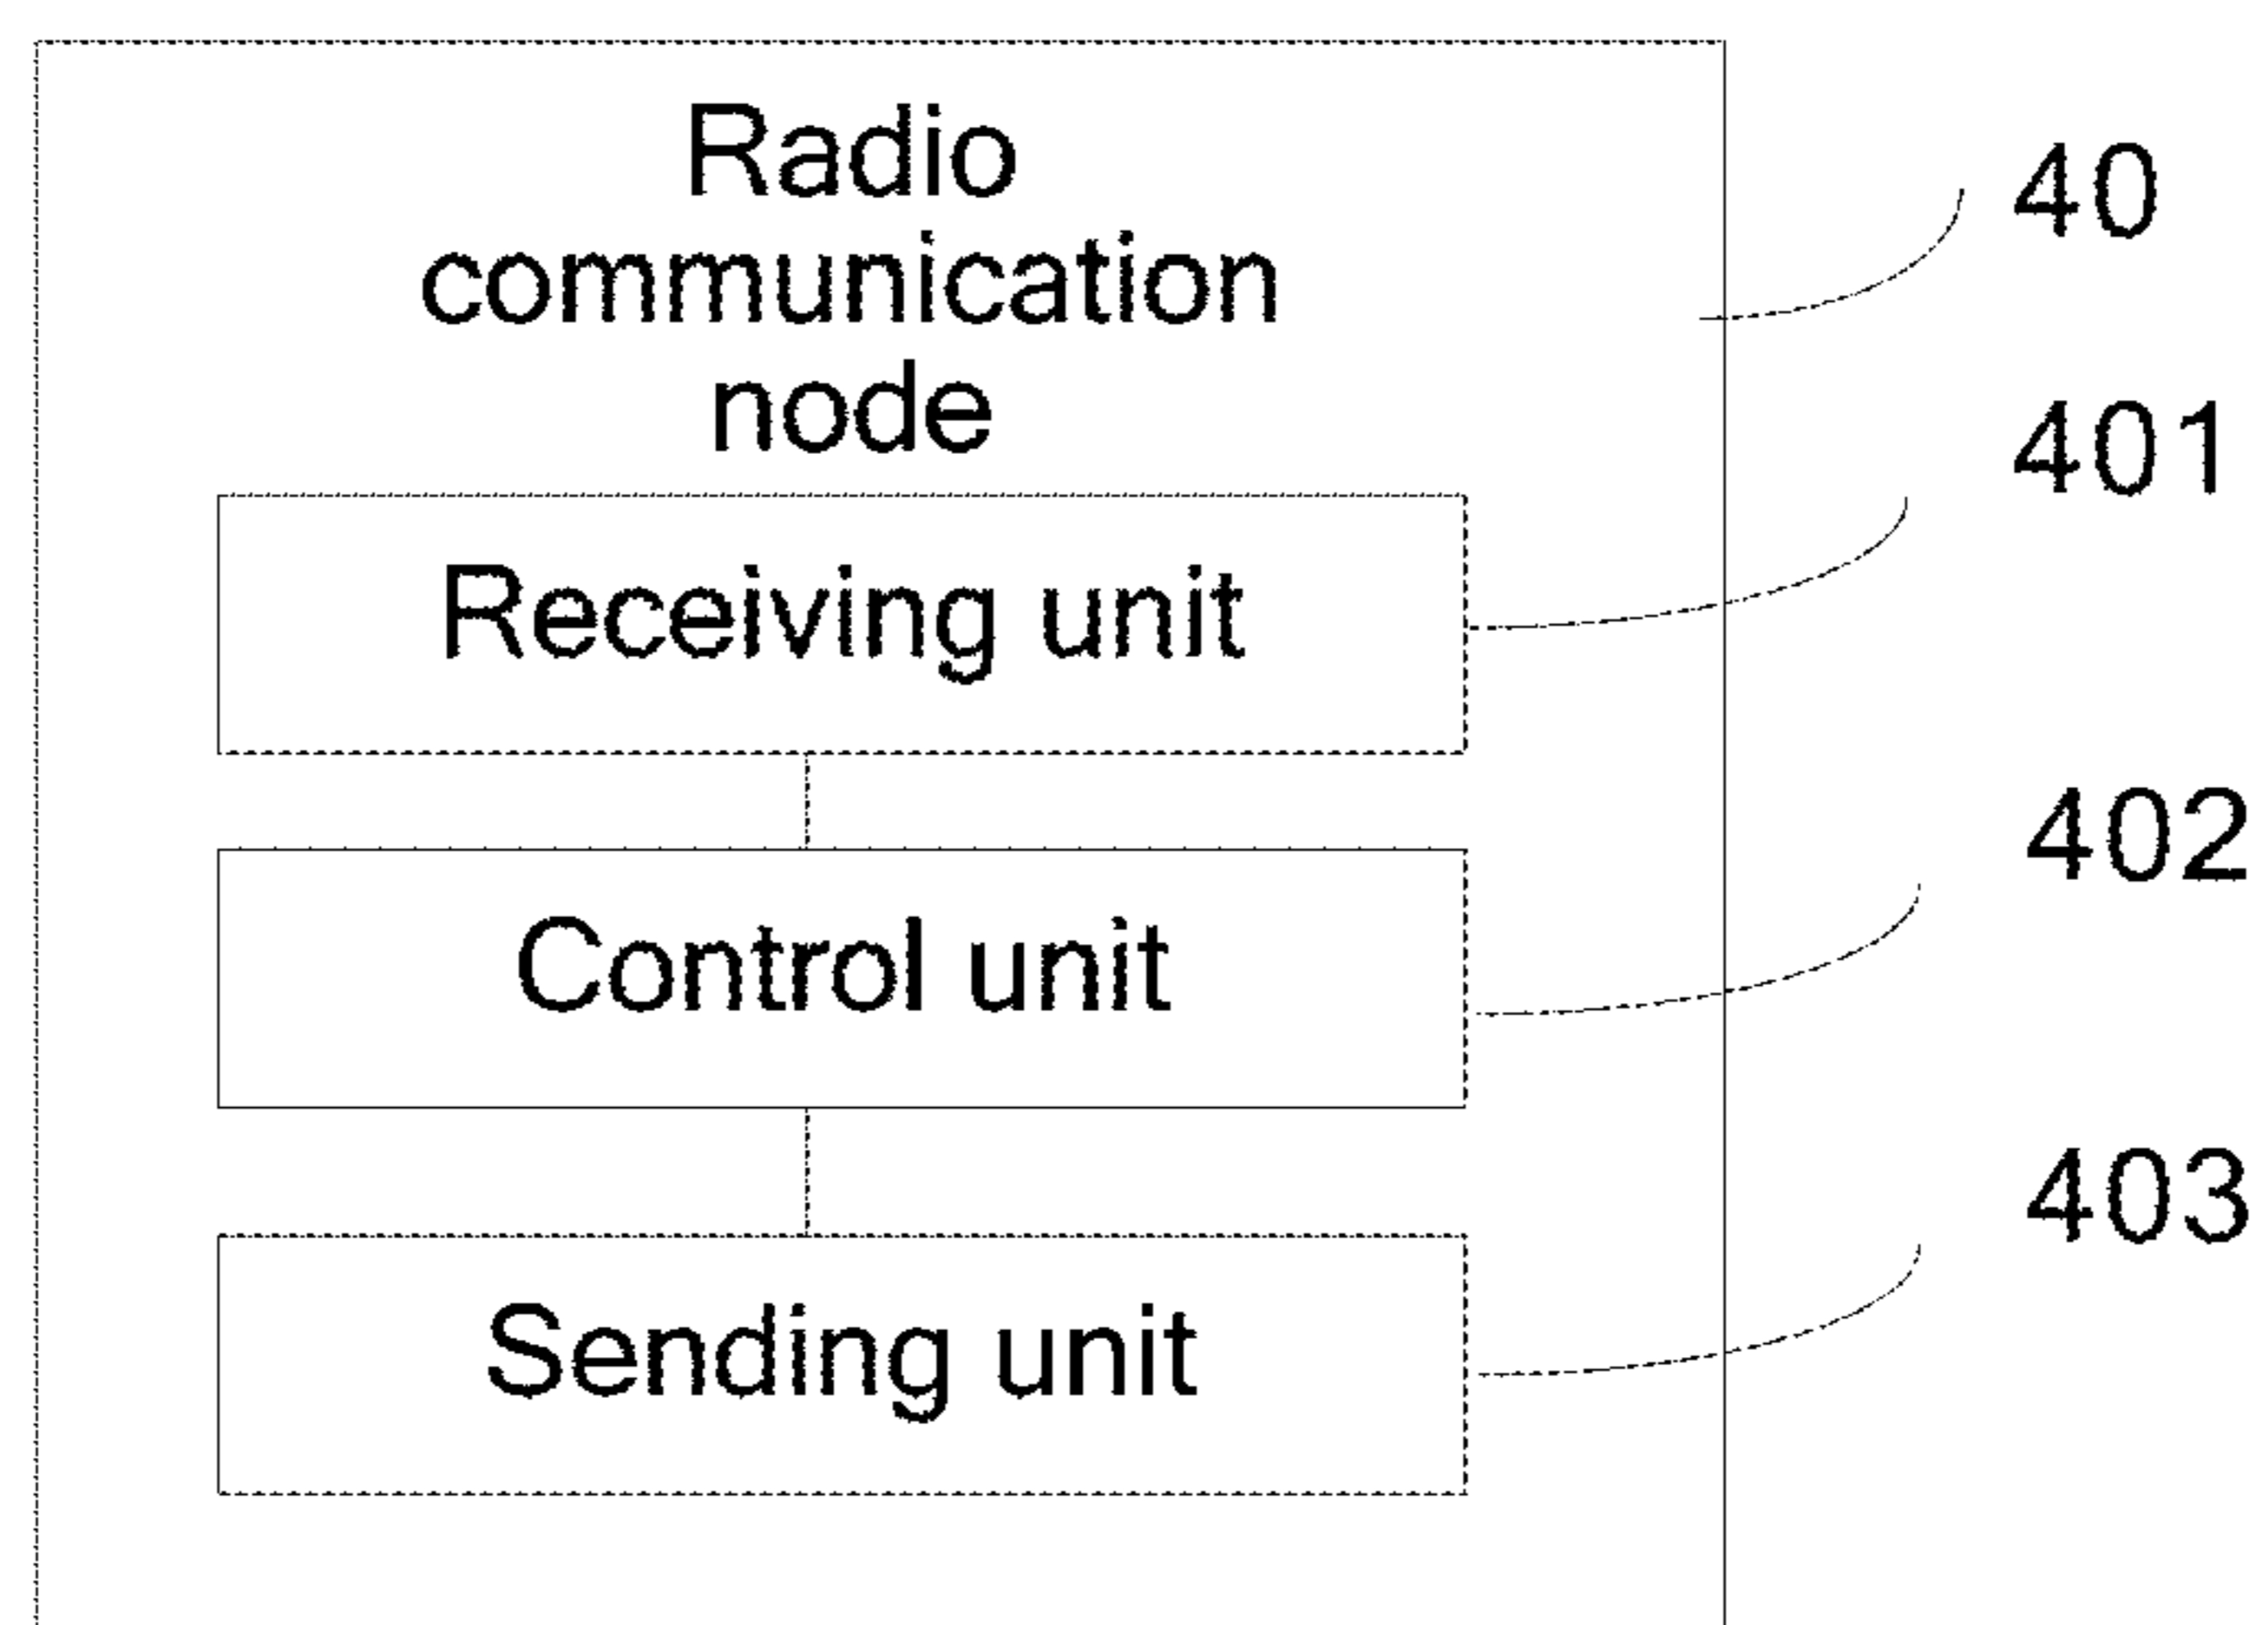 Radio
communication
node
40
401
Receiving unit
402
Control unit
403
Sending unit